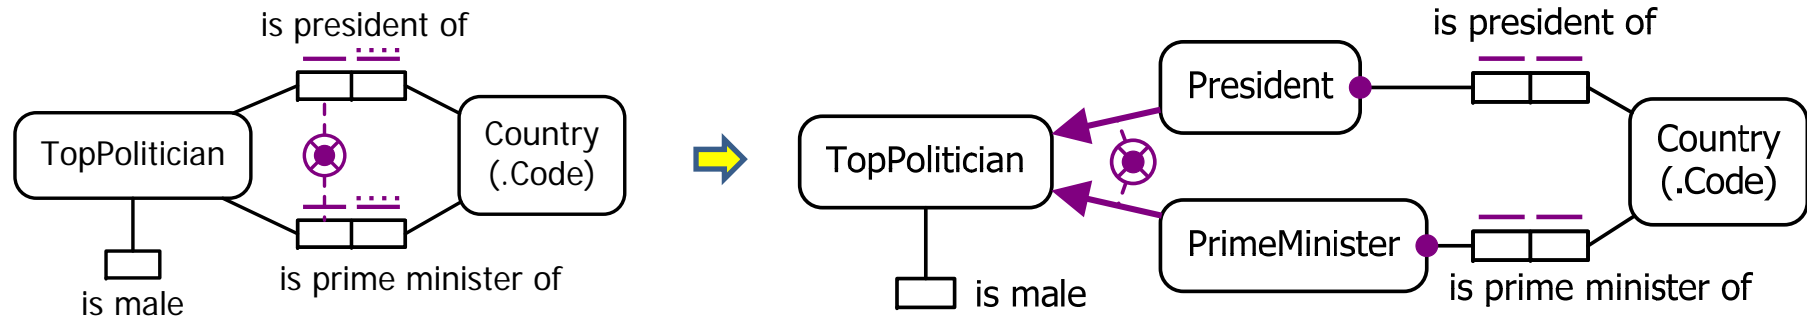 is president of
TopPolitician
Country
(.Code)
is male
is prime minister of
is president of
President
TopPolitician
Country
(.Code)
PrimeMinister
is male
is prime minister of